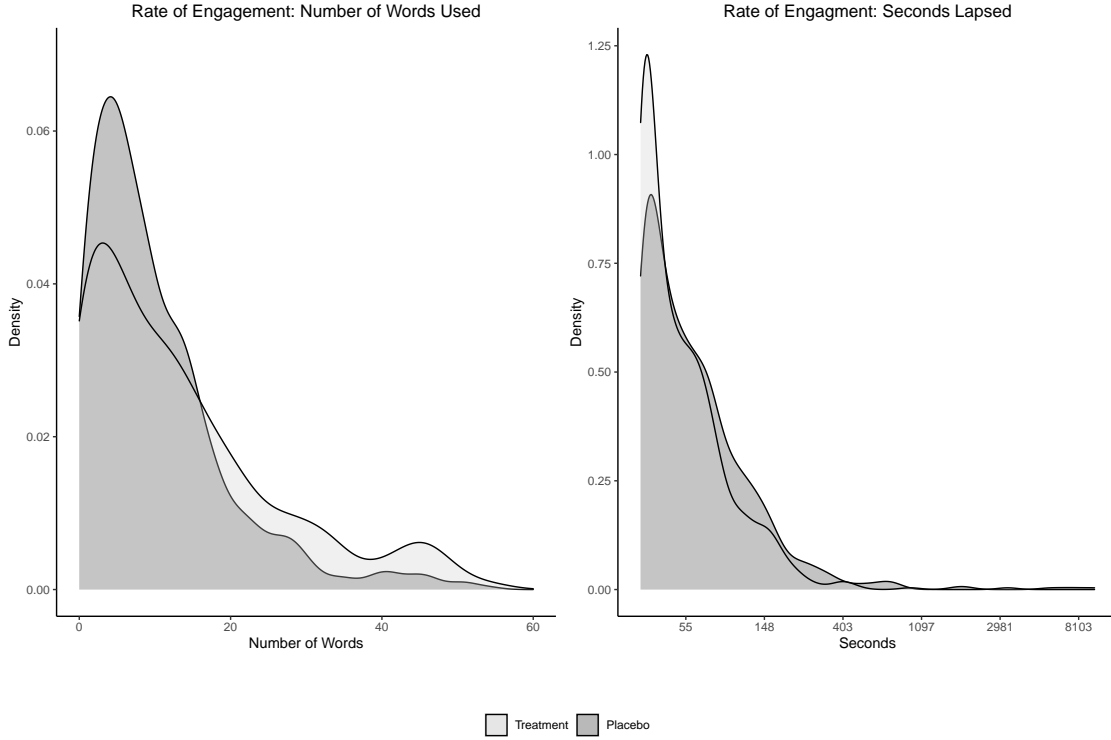 Rate of Engagement: Number of Words Used
Density
0.06
0.04
0.02
0.00
0
20
40
60
Number of Words
Rate of Engagment: Seconds Lapsed
Density
1.25
1.00
0.75
0.50
0.25
0.00
55
148
403
1097
2981
8103
Seconds
Treatment
Placebo